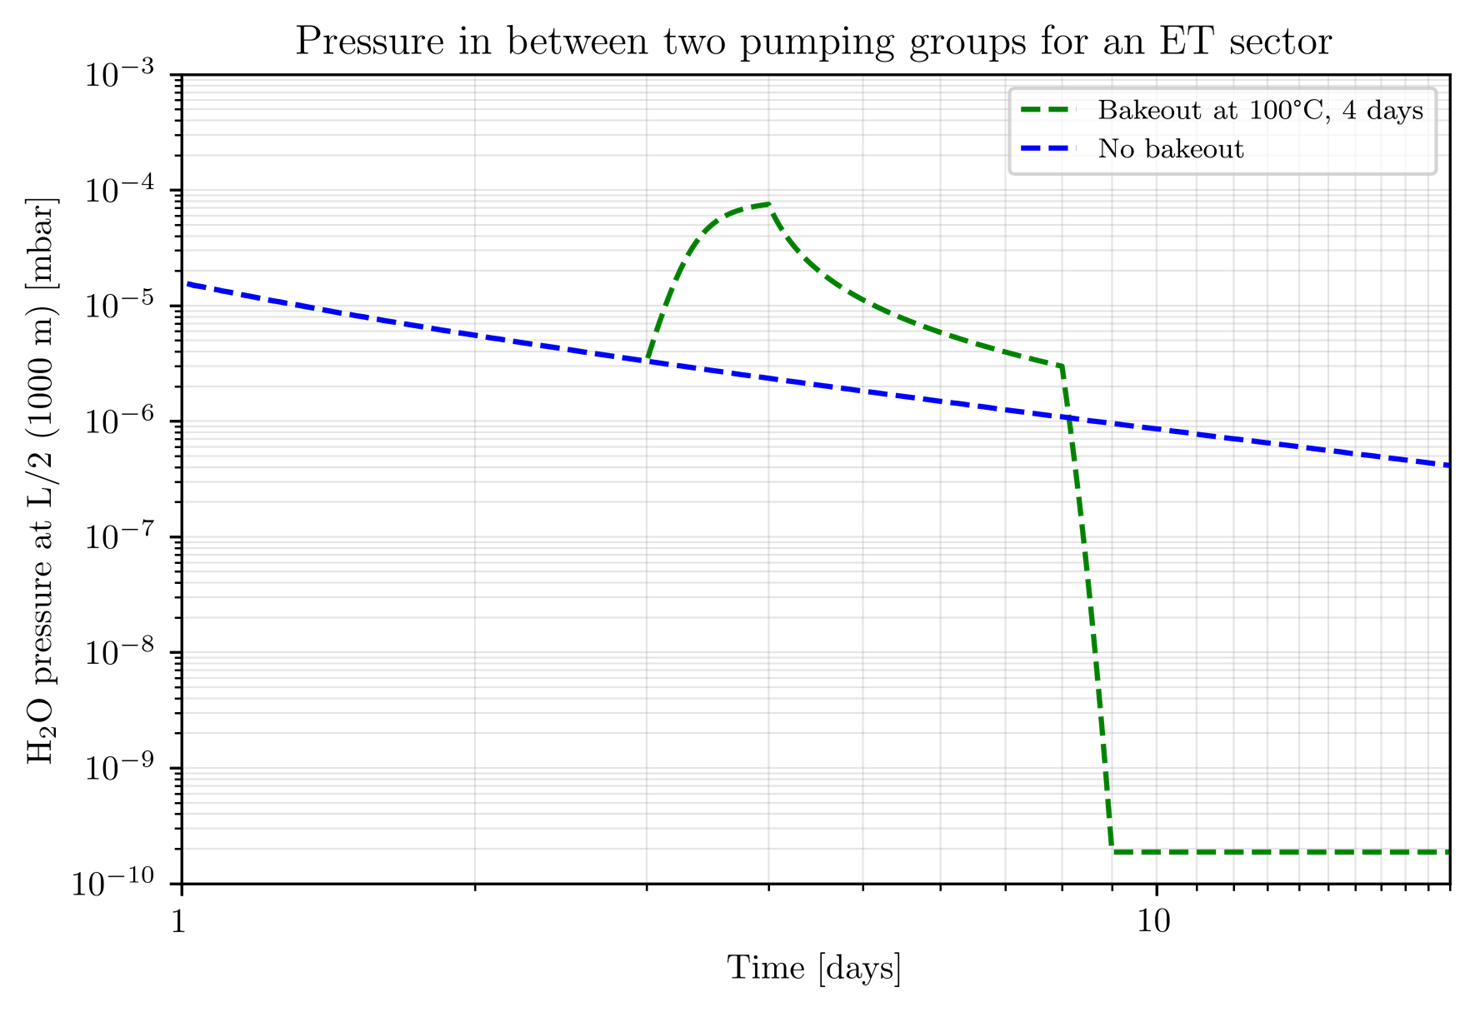 Pressure in between two pumping groups for an ET sector
H₂O pressure at L/2 (1000 m) [mbar]
10⁻³
10⁻⁴
10⁻⁵
10⁻⁶
10⁻⁷
10⁻⁸
10⁻⁹
10⁻¹⁰
Bakeout at 100°C, 4 days
No bakeout
1
10
Time [days]